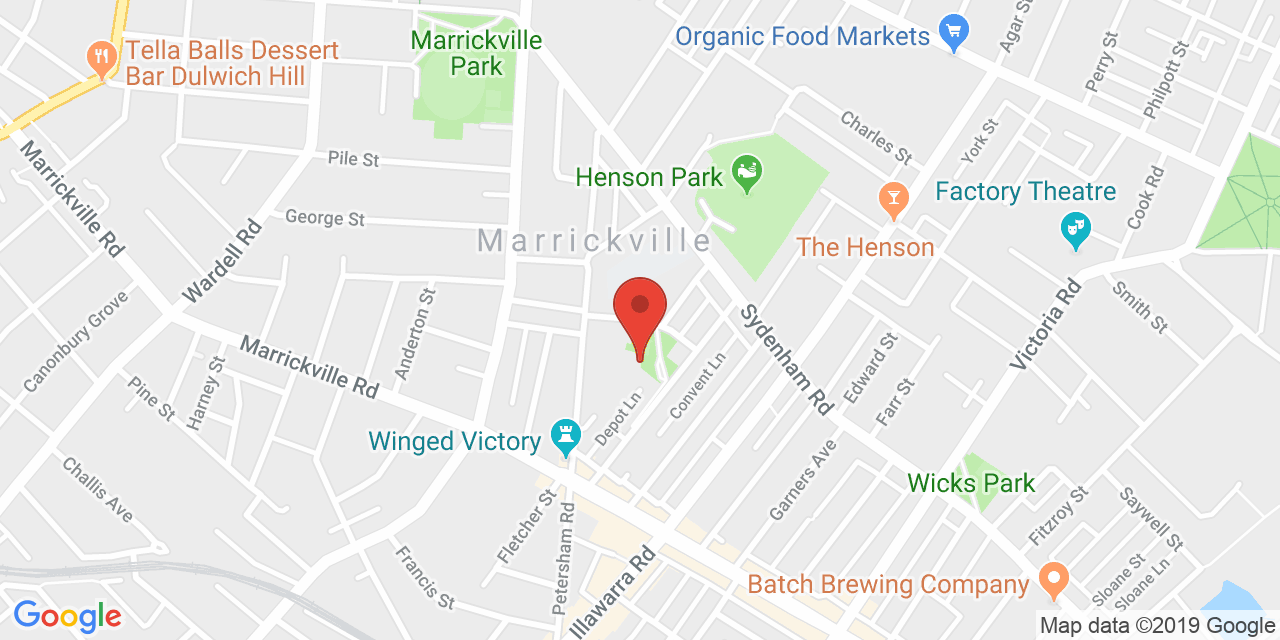 Marrickville
Park
Organic Food Markets
Agar St
Tella Balls Dessert
Bar Dulwich Hill
Perry St
Philpott St
Charles St
York St
Marrickville Rd
Pile St
Henson Park
Factory Theatre
Cook Rd
George St
Wardell Rd
Marrickville
The Henson
Smith St
Victoria Rd
Canonbury Grove
Anderton St
Sydenham Rd
Marrickville Rd
Harney St
Pine St
Convent Ln
Edward St
Farr St
Depot Ln
Winged Victory
Garners Ave
Wicks Park
Challis Ave
Fletcher St
Petersham Rd
Fitzroy St
Saywell St
Francis St
Illawarra Rd
Batch Brewing Company
Sloane St
Sloane Ln
Google
Map data ©2019 Google